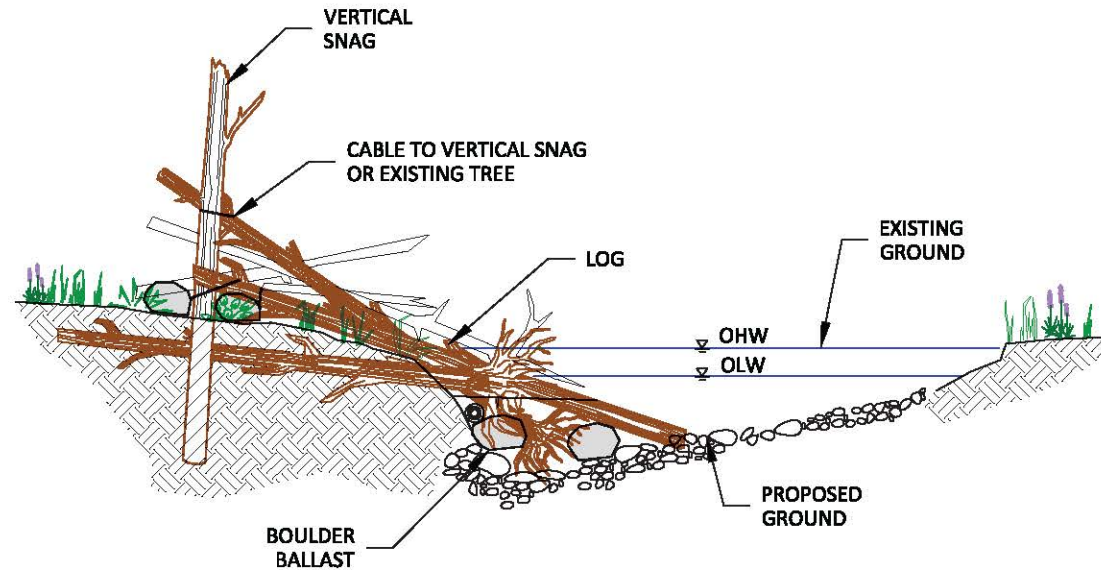 VERTICAL
SNAG
CABLE TO VERTICAL SNAG
OR EXISTING TREE
LOG
EXISTING
GROUND
OHW
OLW
PROPOSED
GROUND
BOULDER
BALLAST